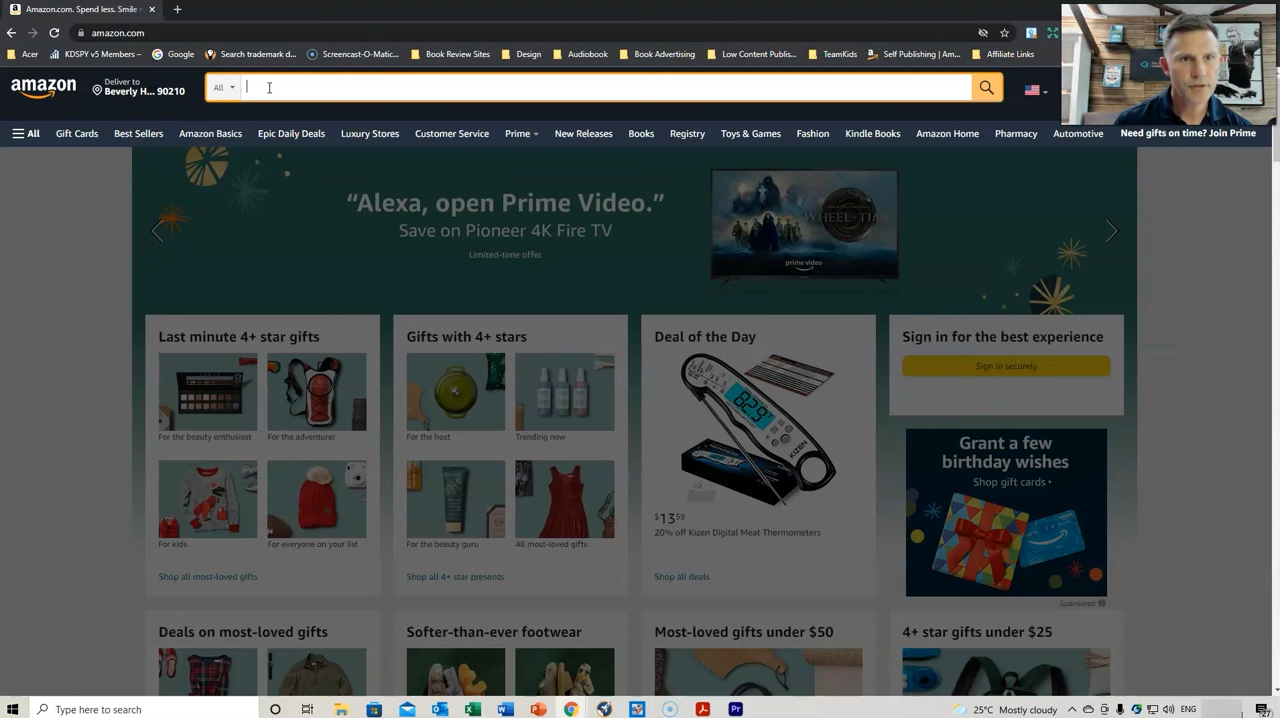 Amazon.com. Spend less. Smile
amazon.com
Acer
KDSPY v5 Members –
Google
Search trademark d...
Screen-O-Matic...
Book Sites
Design
Audiobook
Book Advertising
Low Content Publis...
TeamKids
Self Publishing | Am...
Affiliate Links
amazon
Deliver to
Beverly H... 90210
All
All
Gift Cards
Best Sellers
Amazon Basics
Epic Daily Deals
Luxury Stores
Customer Service
Prime
New Releases
Books
Registry
Toys & Games
Fashion
Kindle Books
Amazon Home
Pharmacy
Automotive
Need gifts on time? Join Prime
“Alexa, open Prime Video.”
Save on Pioneer 4K Fire TV
Limited-time offer
WHEEL OF TIME
prime video
Last minute 4+ star gifts
For the beauty enthusiast
For the adventurer
For kids
For everyone on your list
Shop all most-loved gifts
Gifts with 4+ stars
For the host
Trending now
For the beauty guru
All most-loved gifts
Shop all 4+ star presents
Deal of the Day
82.9
KIZEN
$13 59
20% off Kizen Digital Meat Thermometers
Shop all deals
Sign in for the best experience
Sign in securely
Grant a few
birthday wishes
Shop gift cards
Sponsored
Deals on most-loved gifts
Softer-than-ever footwear
Most-loved gifts under $50
4+ star gifts under $25
Type here to search
25°C Mostly cloudy
ENG
27